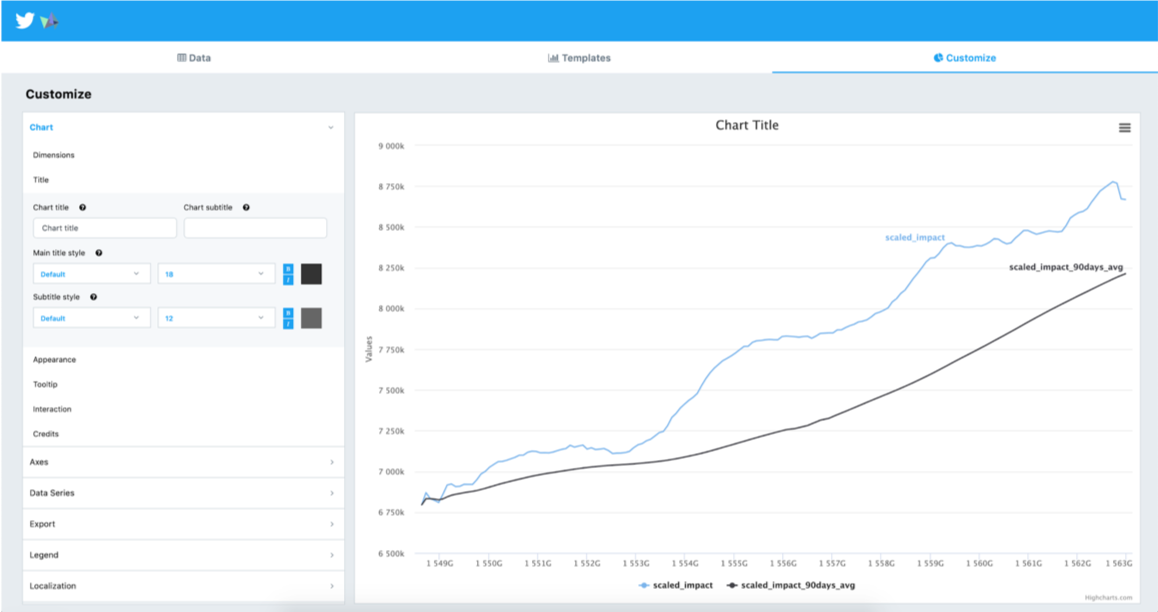 Data
Templates
Customize
Customize
Chart
Dimensions
Title
Chart title
Chart subtitle
Chart title
Main title style
Default
18
B
I
Subtitle style
Default
12
B
I
Appearance
Tooltip
Interaction
Credits
Axes
Data Series
Export
Legend
Localization
Chart Title
Values
9 000k
8 750k
8 500k
8 250k
8 000k
7 750k
7 500k
7 250k
7 000k
6 750k
6 500k
scaled_impact
scaled_impact_90days_avg
1 549G 1 550G 1 551G 1 552G 1 553G 1 554G 1 555G 1 556G 1 557G 1 558G 1 559G 1 560G 1 561G 1 562G 1 563G
scaled_impact scaled_impact_90days_avg
Highcharts.com